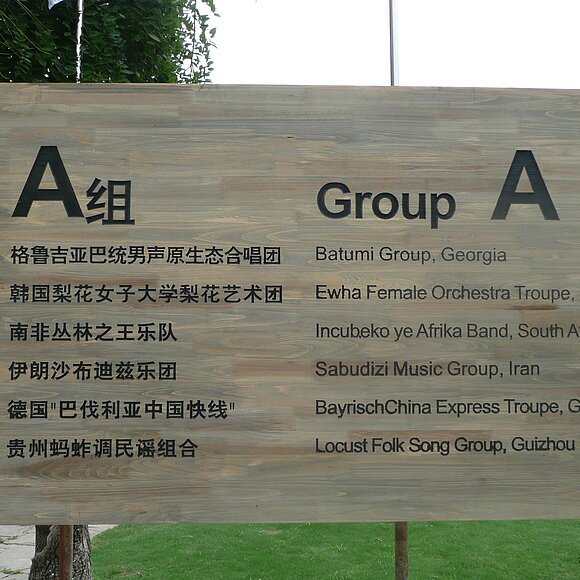 A组 Group A
格鲁吉亚巴统男声原生态合唱团 Batumi Group, Georgia
韩国梨花女子大学梨花艺术团 Ewha Female Orchestra Troupe,
南非丛林之王乐队 Incub.eko ye Afrika Band, South
伊朗沙布迪兹乐团 Sabudizi Music Group, Iran
德国"巴伐利亚中国快线" BayrischChina Express Troupe,
贵州蚂蚱调民谣组合 Locust Folk Song Group, Guizhou